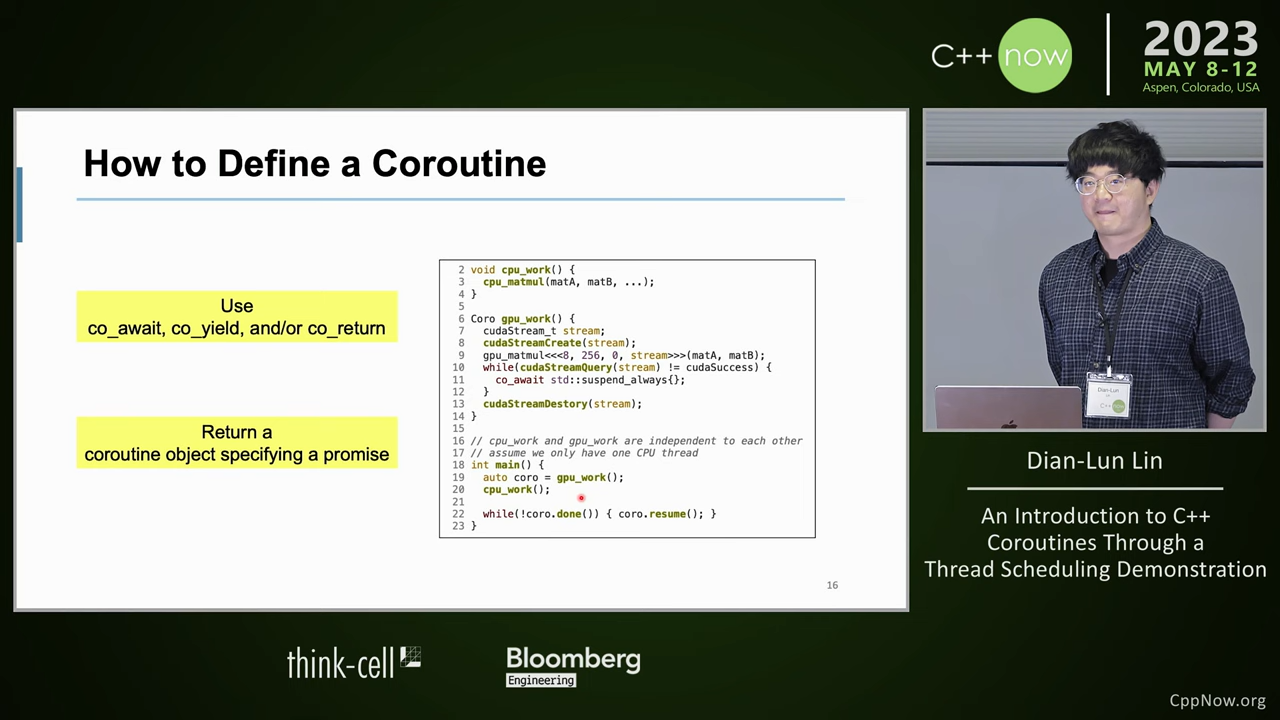 C++ now
2023
MAY 8-12
Aspen, Colorado, USA
How to Define a Coroutine
Use
co_await, co_yield, and/or co_return
Return a
coroutine object specifying a promise
2 void cpu_work() {
3 cpu_matmul(matA, matB, ...);
4 }
5
6 Coro gpu_work() {
7 cudaStream_t stream;
8 cudaStreamCreate(stream);
9 gpu_matmul<<<8, 256, 0, stream>>>(matA, matB);
10 while(cudaStreamQuery(stream) != cudaSuccess) {
11 co_await std::suspend_always{};
12 }
13 cudaStreamDestory(stream);
14 }
15
16 // cpu_work and gpu_work are independent to each other
17 // assume we only have one CPU thread
18 int main() {
19 auto coro = gpu_work();
20 cpu_work();
21
22 while(!coro.done()) { coro.resume(); }
23 }
16
Dian-Lun
C++
Dian-Lun Lin
An Introduction to C++
Coroutines Through a
Thread Scheduling Demonstration
think-cell
Bloomberg
Engineering
CppNow.org